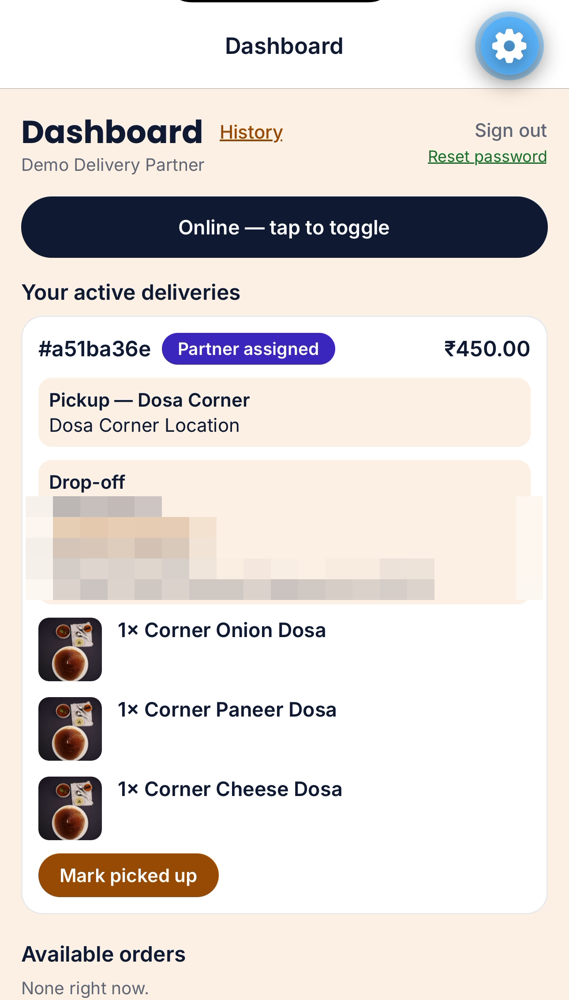 Dashboard
Dashboard History
Sign out
Demo Delivery Partner
Reset password
Online — tap to toggle
Your active deliveries
#a51ba36e Partner assigned ₹450.00
Pickup — Dosa Corner
Dosa Corner Location
Drop-off
1× Corner Onion Dosa
1× Corner Paneer Dosa
1× Corner Cheese Dosa
Mark picked up
Available orders
None right now.